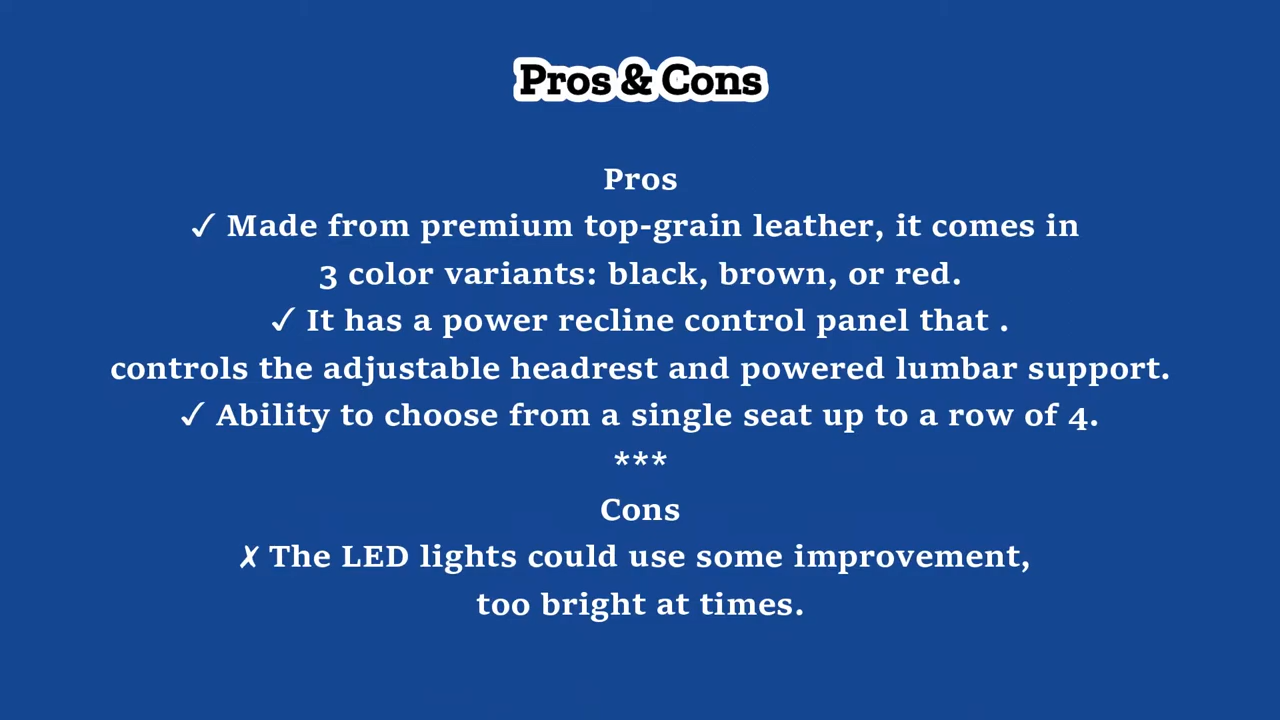 Pros & Cons
Pros
✓ Made from premium top-grain leather, it comes in
3 color variants: black, brown, or red.
✓ It has a power recline control panel that .
controls the adjustable headrest and powered lumbar support.
✓ Ability to choose from a single seat up to a row of 4.
***
Cons
✗ The LED lights could use some improvement,
too bright at times.